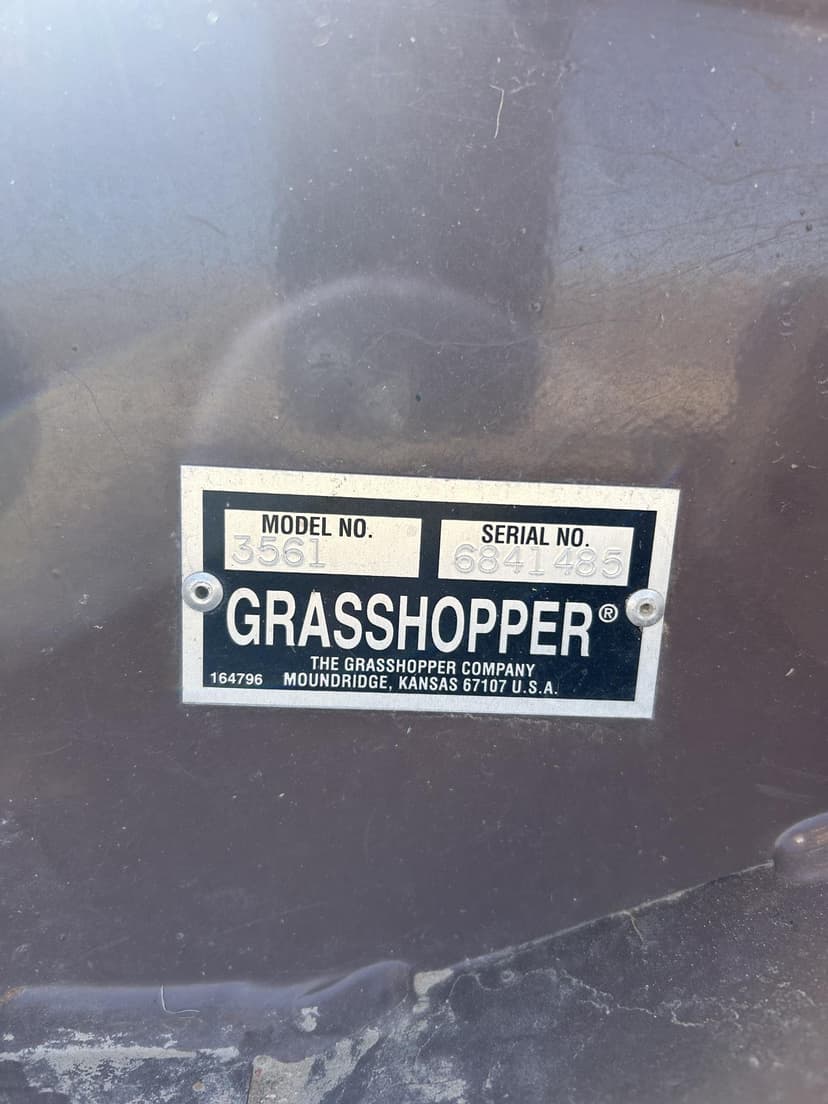 MODEL NO.
3561
SERIAL NO.
6841485
GRASSHOPPER®
THE GRASSHOPPER COMPANY
164796 MOUNDRIDGE, KANSAS 67107 U.S.A.